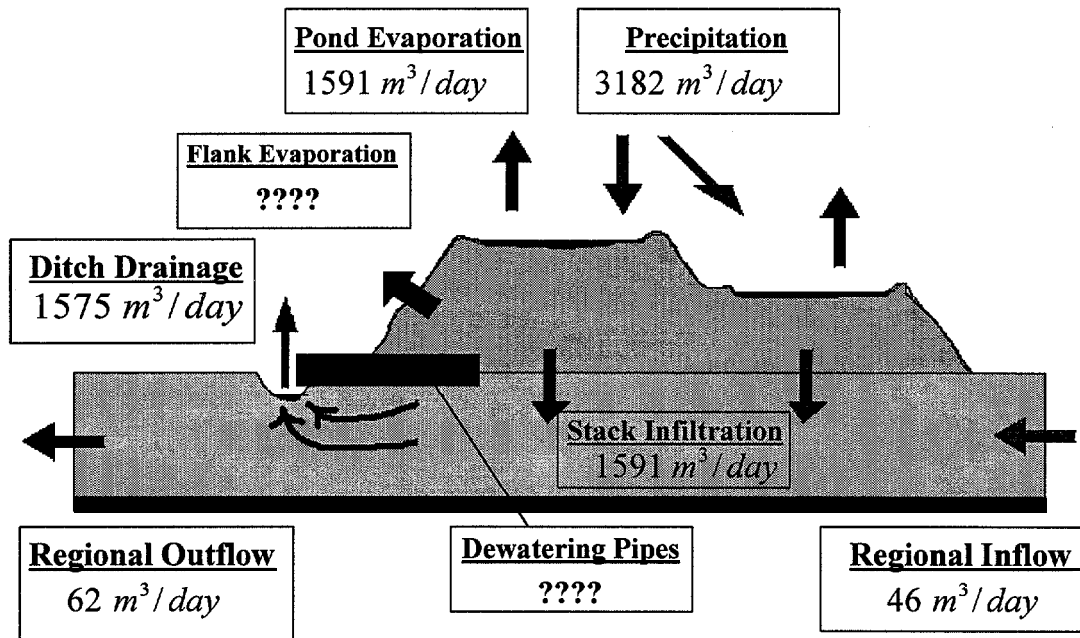 Pond Evaporation
1591 m³/day
Precipitation
3182 m³/day
Flank Evaporation
????
Ditch Drainage
1575 m³/day
Stack Infiltration
1591 m³/day
Regional Outflow
62 m³/day
Dewatering Pipes
????
Regional Inflow
46 m³/day